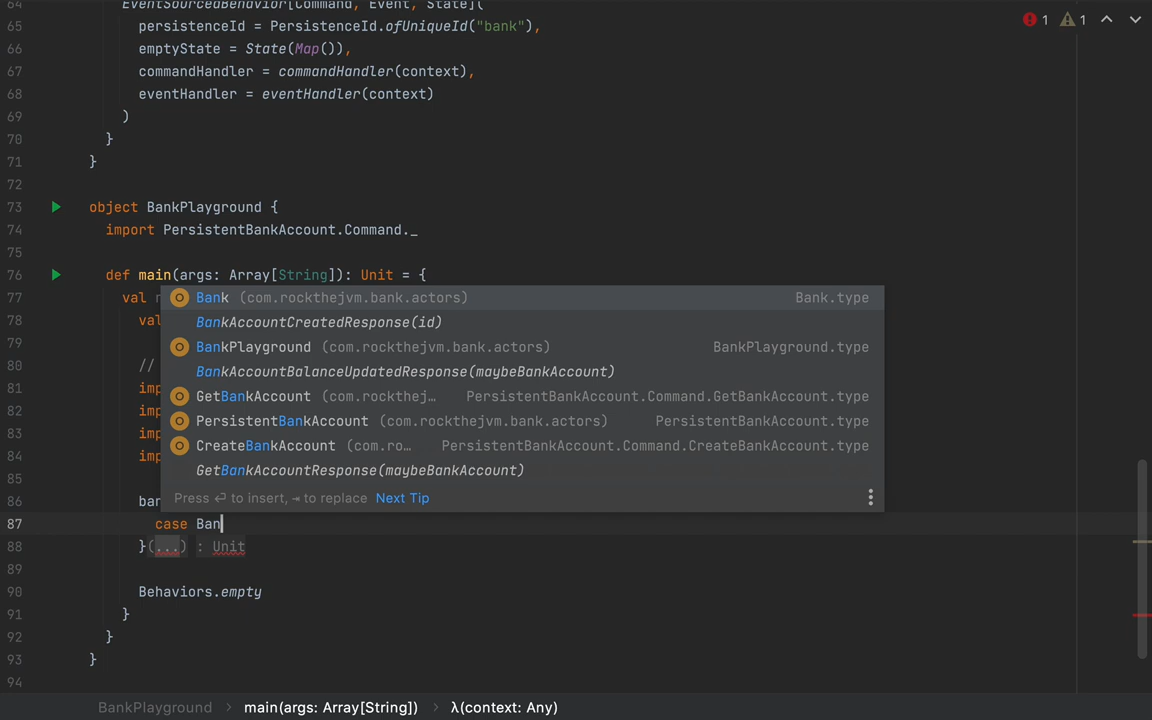 64 EventSourcedBehavior[Command, Event, State](
65 persistenceId = PersistenceId.ofUniqueId("bank"),
1 1
66 emptyState = State(Map()),
67 commandHandler = commandHandler(context),
68 eventHandler = eventHandler(context)
69 )
70 }
71 }
72
73 object BankPlayground {
74 import PersistentBankAccount.Command._
75
76 def main(args: Array[String]): Unit = {
77 val
Bank (com.rockthejvm.bank.actors) Bank.type
78 val
BankAccountCreatedResponse(id)
79
BankPlayground (com.rockthejvm.bank.actors) BankPlayground.type
80 //
BankAccountBalanceUpdatedResponse(maybeBankAccount)
81 imp
GetBankAccount (com.rockthej… PersistentBankAccount.Command.GetBankAccount.type
82 imp
PersistentBankAccount (com.rockthejvm.bank.actors) PersistentBankAccount.type
83 imp
CreateBankAccount (com.ro… PersistentBankAccount.Command.CreateBankAccount.type
84 imp
GetBankAccountResponse(maybeBankAccount)
85
Press ⏎ to insert, ⇥ to replace Next Tip
86 ban
87 case Ban
88 }(...) : Unit
89
90 Behaviors.empty
91 }
92 }
93 }
94
BankPlayground › main(args: Array[String]) › λ(context: Any)